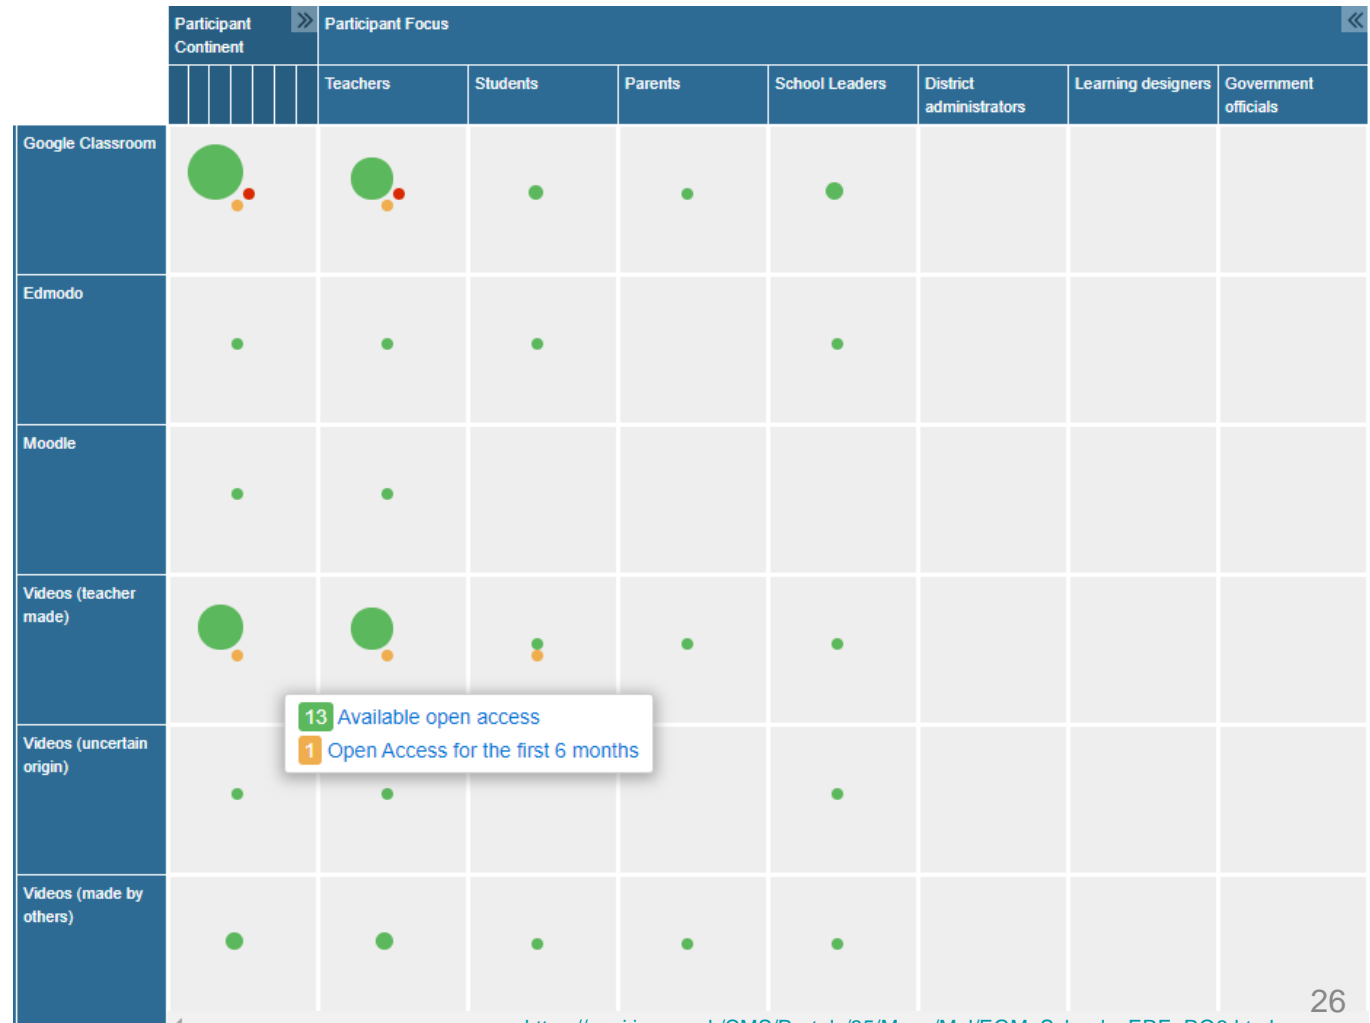 Participant
Continent
Participant Focus
Teachers
Students
Parents
School Leaders
District
administrators
Learning designers
Government
officials
Google Classroom
Edmodo
Moodle
Videos (teacher
made)
13 Available open access
1 Open Access for the first 6 months
Videos (uncertain
origin)
Videos (made by
others)
26